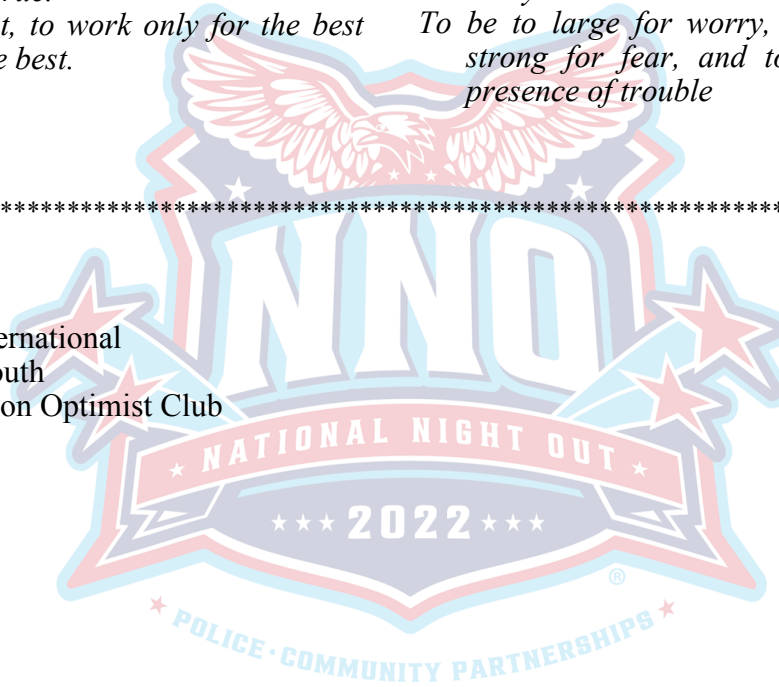 t, to work only for the best
e best.
To be to large for worry,
strong for fear, and to
presence of trouble
**********************************************************************
ernational
outh
on Optimist Club
NNO
NATIONAL NIGHT OUT
2022
®
POLICE · COMMUNITY PARTNERSHIPS